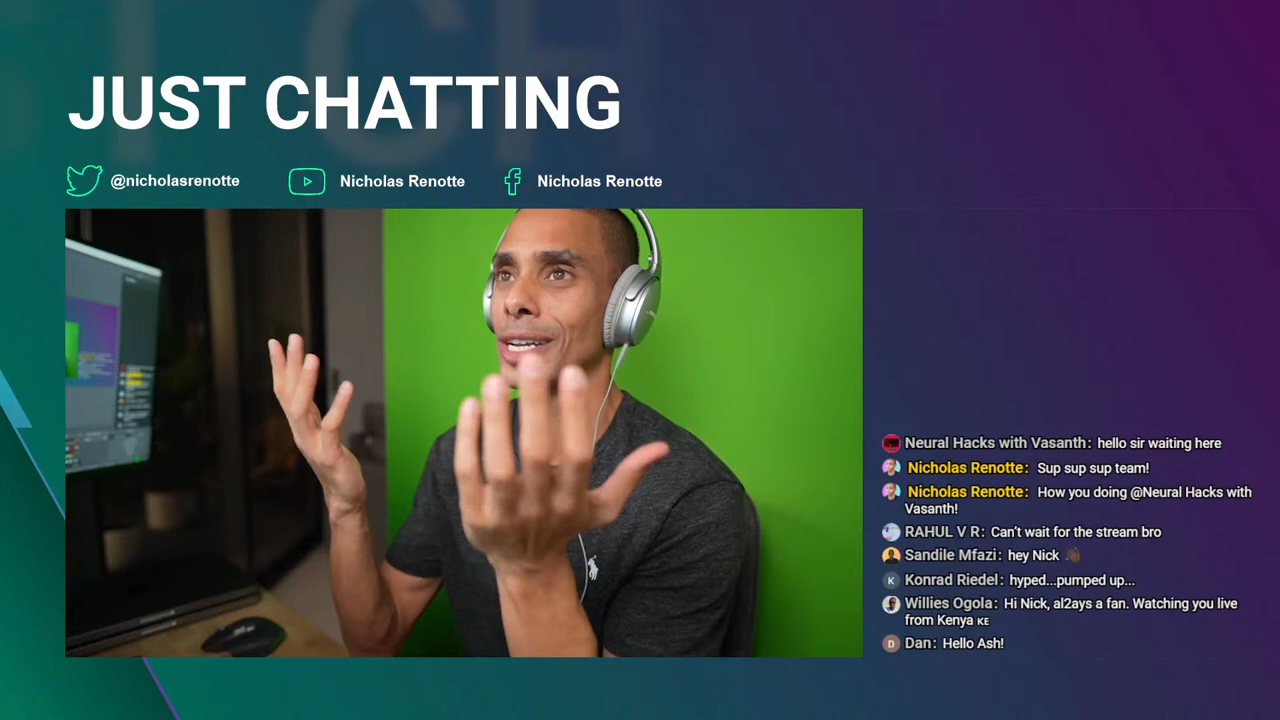 JUST CHATTING
@nicholasrenotte
Nicholas Renotte
Nicholas Renotte
Neural Hacks with Vasanth: hello sir waiting here
Nicholas Renotte: Sup sup sup team!
Nicholas Renotte: How you doing @Neural Hacks with
Vasanth!
RAHUL V R: Can't wait for the stream bro
Sandile Mfazi: hey Nick
K Konrad Riedel: hyped...pumped up...
Willies Ogola: Hi Nick, al2ays a fan. Watching you live
from Kenya KE
D Dan: Hello Ash!